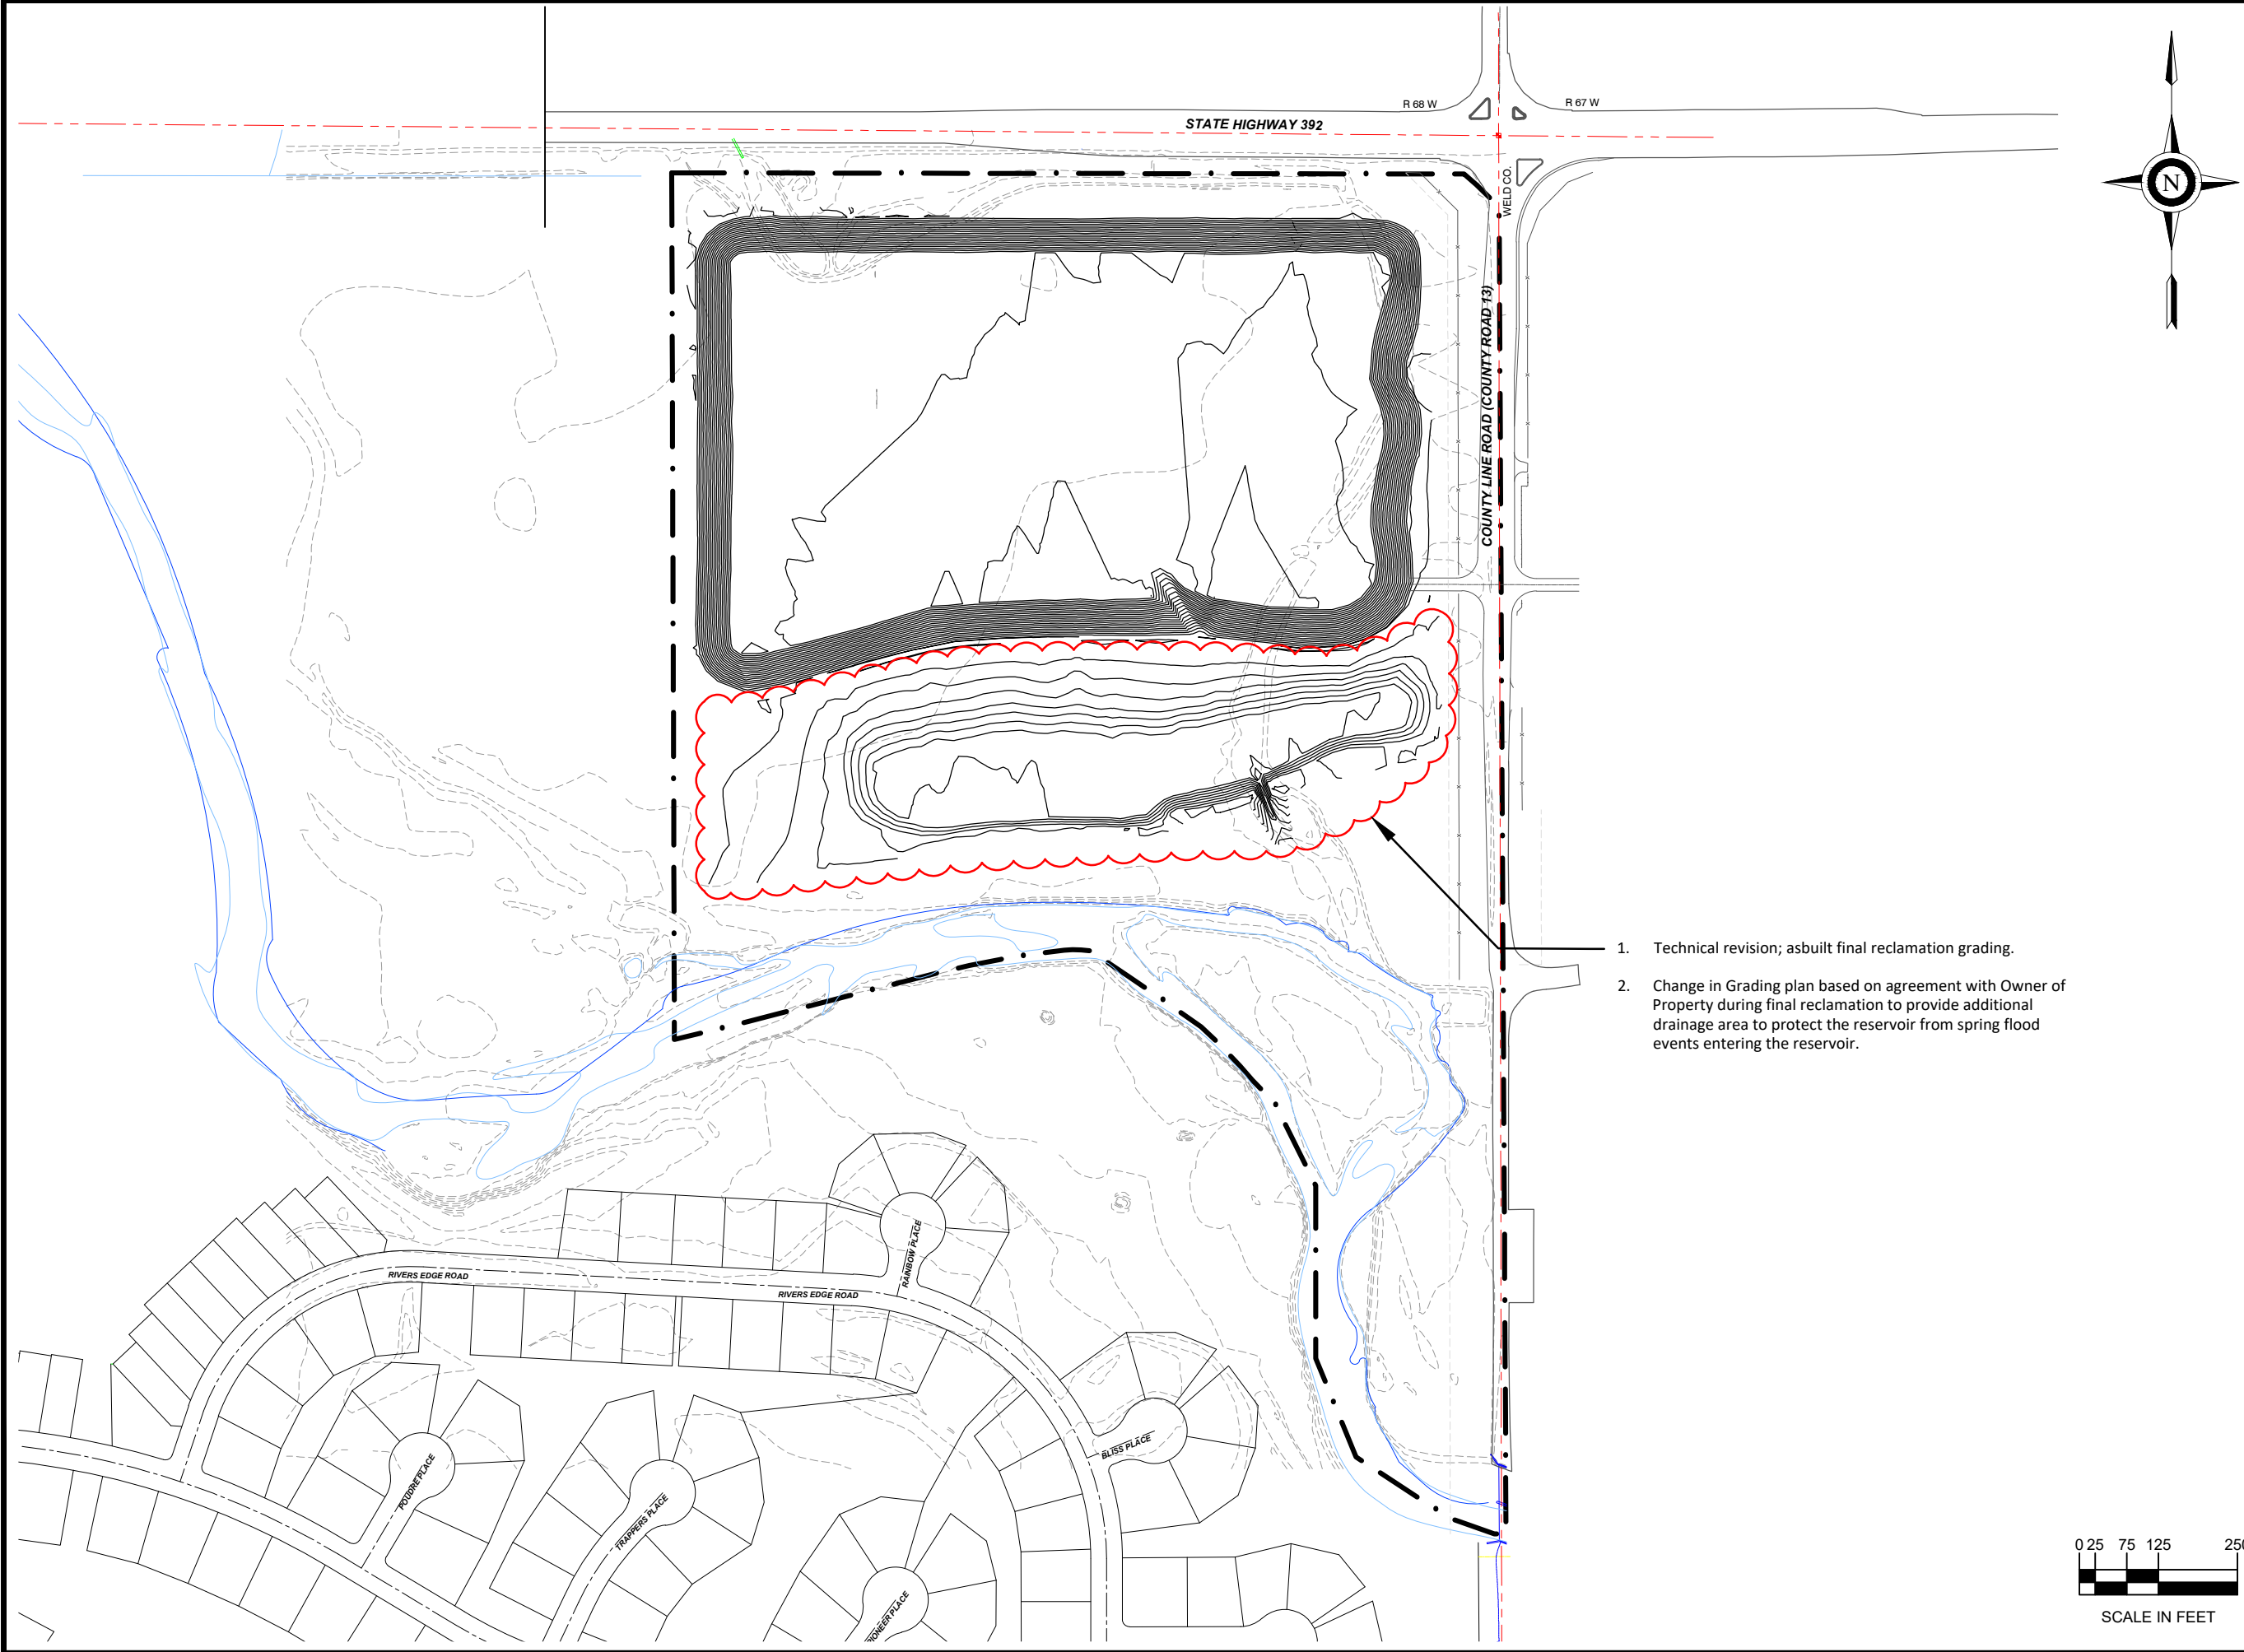 R 68 W
R 67 W
STATE HIGHWAY 392
N
WELD CO.
COUNTY LINE ROAD (COUNTY ROAD 13)
1. Technical revision; asbuilt final reclamation grading.
2. Change in Grading plan based on agreement with Owner of
Property during final reclamation to provide additional
drainage area to protect the reservoir from spring flood
events entering the reservoir.
RAINBOW PLACE
RIVERS EDGE ROAD
RIVERS EDGE ROAD
BLISS PLACE
POUDRE PLACE
TRAPPERS PLACE
PIONEER PLACE
0 25 75 125 250
SCALE IN FEET